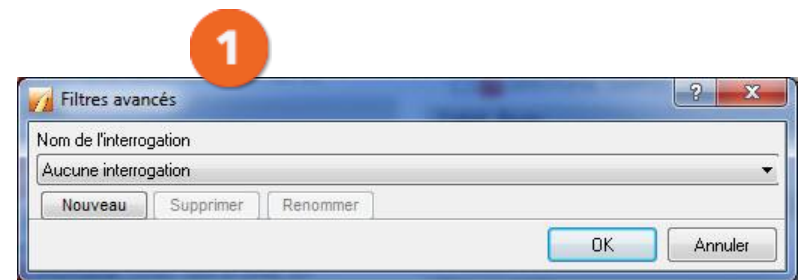 1
Filtres avancés
?
X
Nom de l'interrogation
Aucune interrogation
Nouveau Supprimer Renommer
OK Annuler